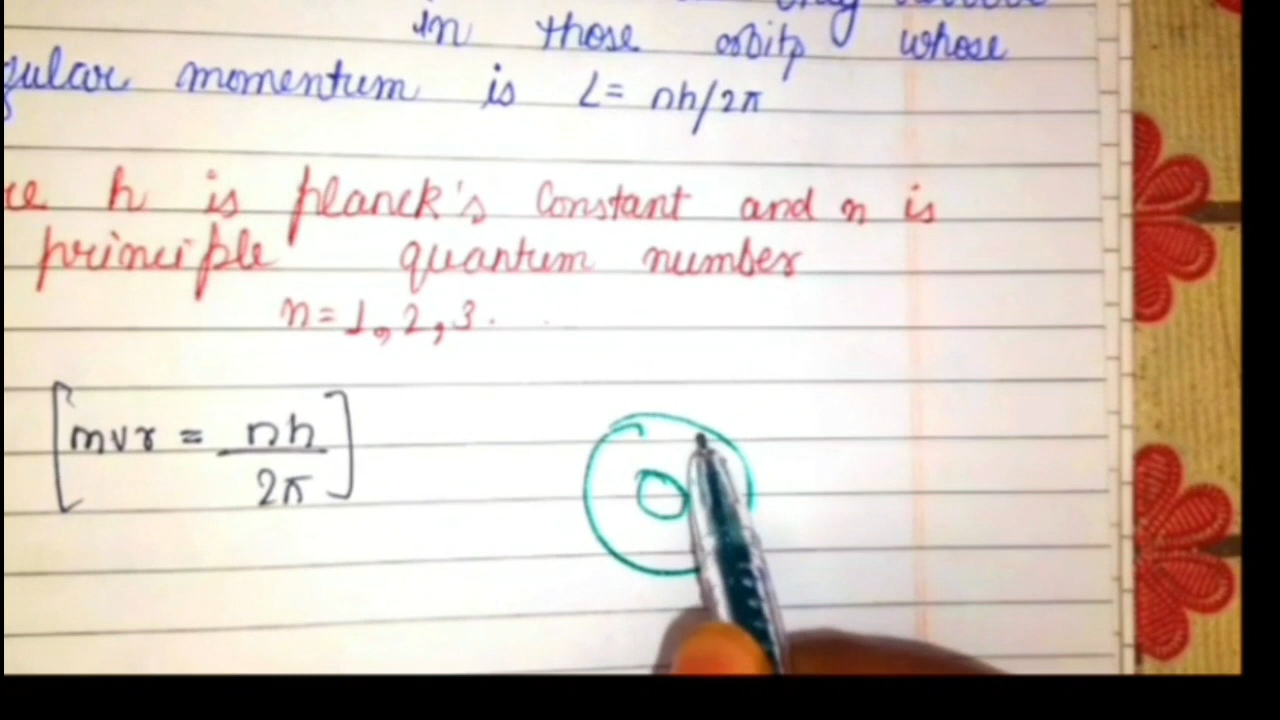 in those orbits whose
gular momentum is L = nh/2π
h is planck's Constant and n is
principle quantum number
n = 1, 2, 3 .
[mvr = nh/2π]